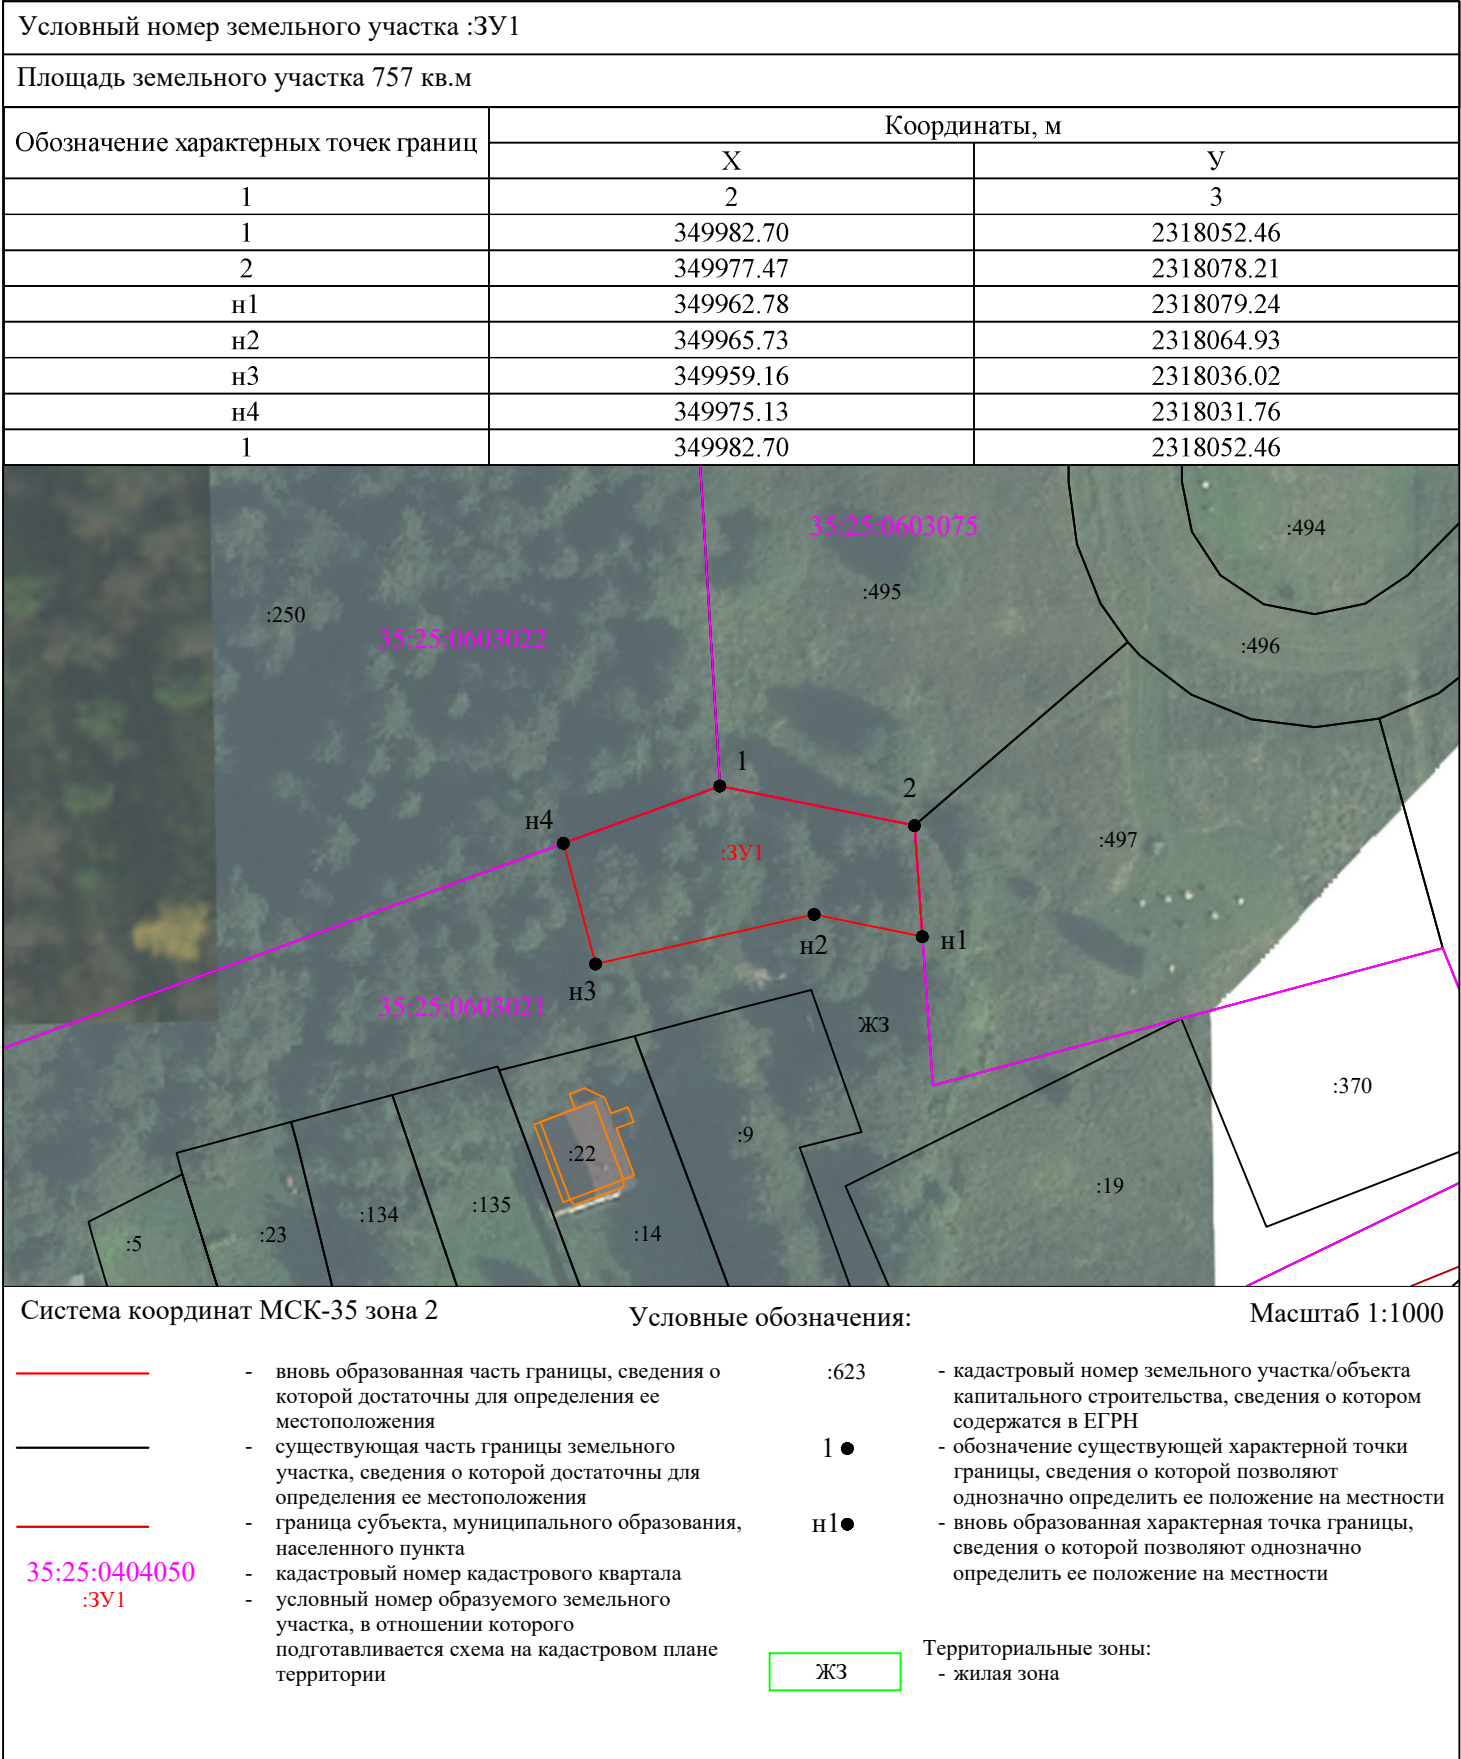 Условный номер земельного участка :ЗУ1
Площадь земельного участка 757 кв.м
Обозначение характерных точек границ
Координаты, м
Х У
1 2 3
1 349982.70 2318052.46
2 349977.47 2318078.21
н1 349962.78 2318079.24
н2 349965.73 2318064.93
н3 349959.16 2318036.02
н4 349975.13 2318031.76
1 349982.70 2318052.46
35:25:0603075
:494
:495
:250
35:25:0603022
:496
1
2
н4
:ЗУ1
:497
н2
н1
н3
35:25:0603021
ЖЗ
:370
:9
:22
:19
:135
:134
:23
:14
:5
Система координат МСК-35 зона 2
Условные обозначения:
Масштаб 1:1000
- вновь образованная часть границы, сведения о
которой достаточны для определения ее
местоположения
- существующая часть границы земельного
участка, сведения о которой достаточны для
определения ее местоположения
- граница субъекта, муниципального образования,
населенного пункта
35:25:0404050 - кадастровый номер кадастрового квартала
:ЗУ1 - условный номер образуемого земельного
участка, в отношении которого
подготавливается схема на кадастровом плане
территории
:623 - кадастровый номер земельного участка/объекта
капитального строительства, сведения о котором
содержатся в ЕГРН
1 - обозначение существующей характерной точки
границы, сведения о которой позволяют
однозначно определить ее положение на местности
н1 - вновь образованная характерная точка границы,
сведения о которой позволяют однозначно
определить ее положение на местности
Территориальные зоны:
ЖЗ - жилая зона